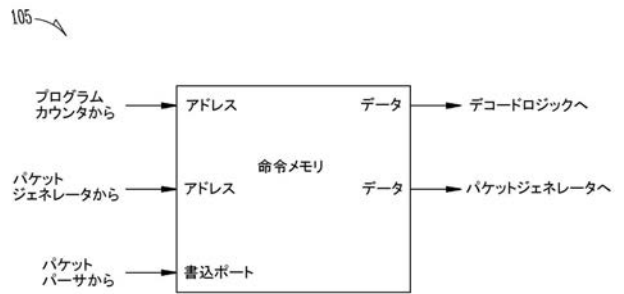 105
プログラム
カウンタから
アドレス
データ
デコードロジックへ
命令メモリ
パケット
ジェネレータから
アドレス
データ
パケットジェネレータへ
パケット
パーサから
書込ポート